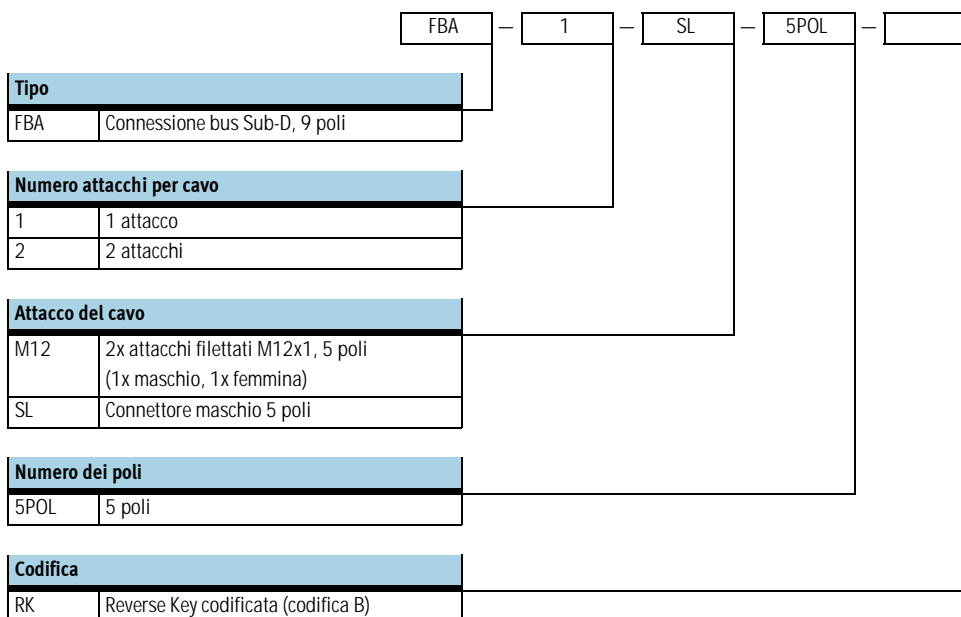 FBA — 1 — SL — 5POL —
Tipo
FBA Connessione bus Sub-D, 9 poli
Numero attacchi per cavo
1 1 attacco
2 2 attacchi
Attacco del cavo
M12 2x attacchi filettati M12x1, 5 poli
(1x maschio, 1x femmina)
SL Connettore maschio 5 poli
Numero dei poli
5POL 5 poli
Codifica
RK Reverse Key codificata (codifica B)